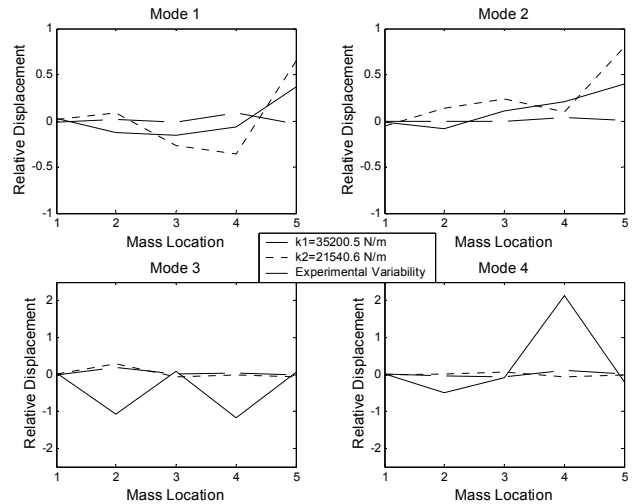 Mode 1
Relative Displacement
1
0.5
0
-0.5
-1
1 2 3 4 5
Mass Location
Mode 2
Relative Displacement
1
0.5
0
-0.5
-1
1 2 3 4 5
Mass Location
k1=35200.5 N/m
k2=21540.6 N/m
Experimental Variability
Mode 3
Relative Displacement
2
1
0
-1
-2
1 2 3 4 5
Mass Location
Mode 4
Relative Displacement
2
1
0
-1
-2
1 2 3 4 5
Mass Location